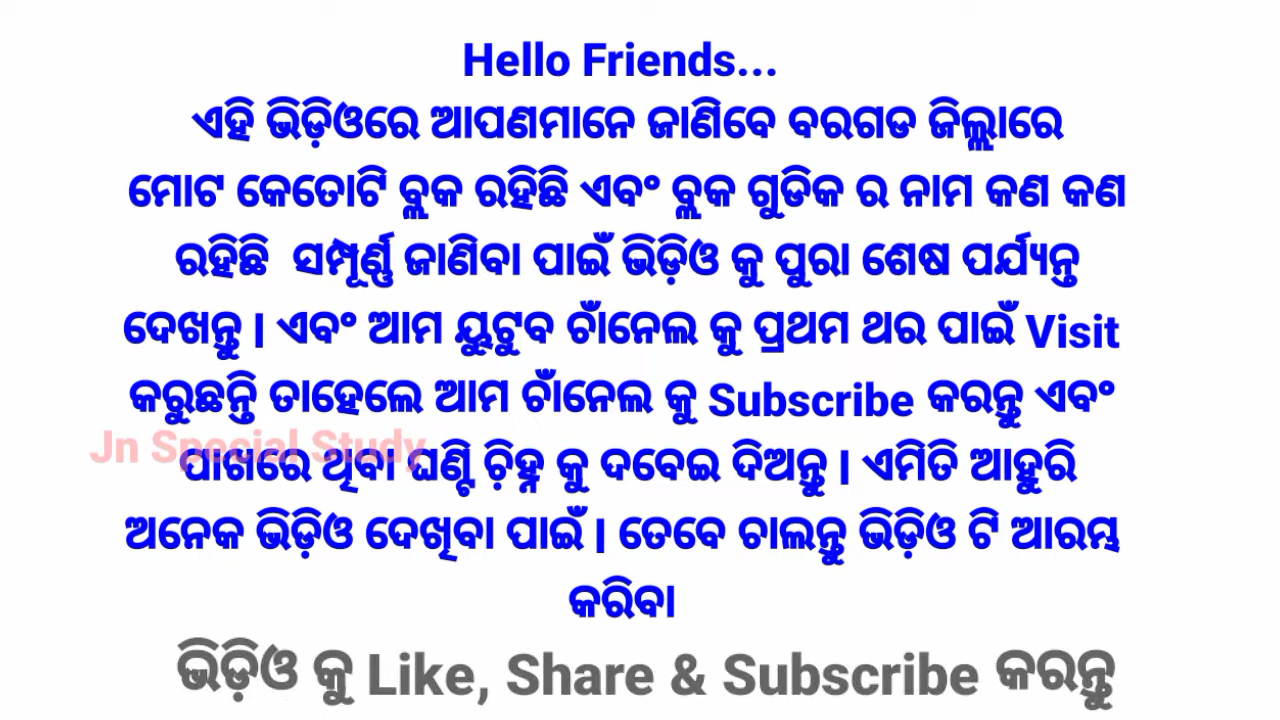 Hello Friends...
ଏହି ଭିଡ଼ିଓରେ ଆପଣମାନେ ଜାଣିବେ ବରଗଡ ଜିଲ୍ଲାରେ
ମୋଟ କେତୋଟି ବ୍ଲକ ରହିଛି ଏବଂ ବ୍ଲକ ଗୁଡିକ ର ନାମ କଣ କଣ
ରହିଛି ସମ୍ପୂର୍ଣ୍ଣ ଜାଣିବା ପାଇଁ ଭିଡ଼ିଓ କୁ ପୁରା ଶେଷ ପର୍ଯ୍ୟନ୍ତ
ଦେଖନ୍ତୁ | ଏବଂ ଆମ ୟୁଟୁବ ଚାଁନେଲ କୁ ପ୍ରଥମ ଥର ପାଇଁ Visit
କରୁଛନ୍ତି ତାହେଲେ ଆମ ଚାଁନେଲ କୁ Subscribe କରନ୍ତୁ ଏବଂ
Jn Special Study
ପାଖରେ ଥିବା ଘଣ୍ଟି ଚ଼ିହ୍ନ କୁ ଦବେଇ ଦିଅନ୍ତୁ | ଏମିତି ଆହୁରି
ଅନେକ ଭିଡ଼ିଓ ଦେଖିବା ପାଇଁ | ତେବେ ଚାଲନ୍ତୁ ଭିଡ଼ିଓ ଟି ଆରମ୍ଭ
କରିବା
ଭିଡ଼ିଓ କୁ Like, Share & Subscribe କରନ୍ତୁ